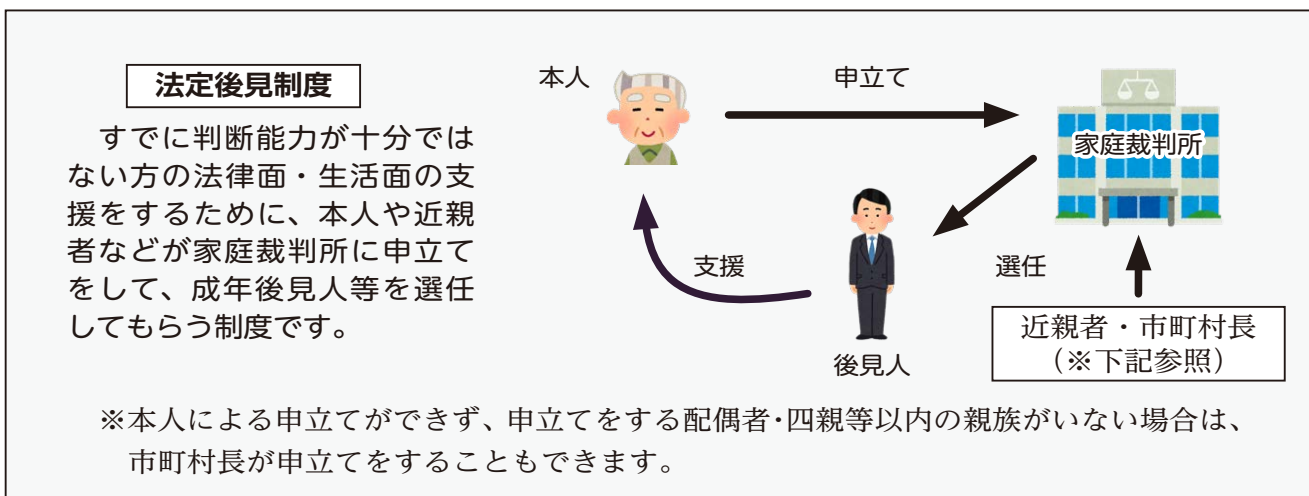 法定後見制度
すでに判断能力が十分では
ない方の法律面・生活面の支
援をするために、本人や近親
者などが家庭裁判所に申立て
をして、成年後見人等を選任
してもらう制度です。
本人
申立て
家庭裁判所
支援
選任
後見人
近親者・市町村長
（※下記参照）
※本人による申立てができず、申立てをする配偶者・四親等以内の親族がいない場合は、
市町村長が申立てをすることもできます。